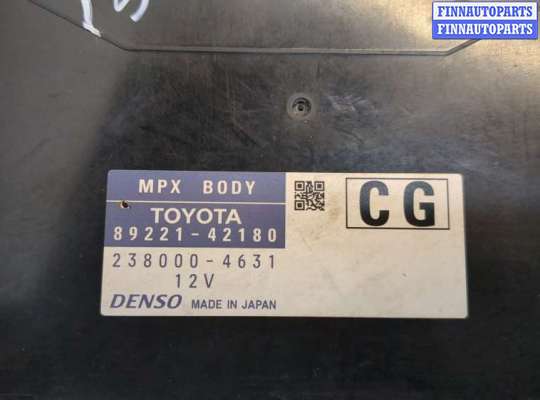 FINNAUTOPARTS
FINNAUTOPARTS
MPX BODY
TOYOTA
89221-42180
238000-4631
12V
DENSO MADE IN JAPAN
CG